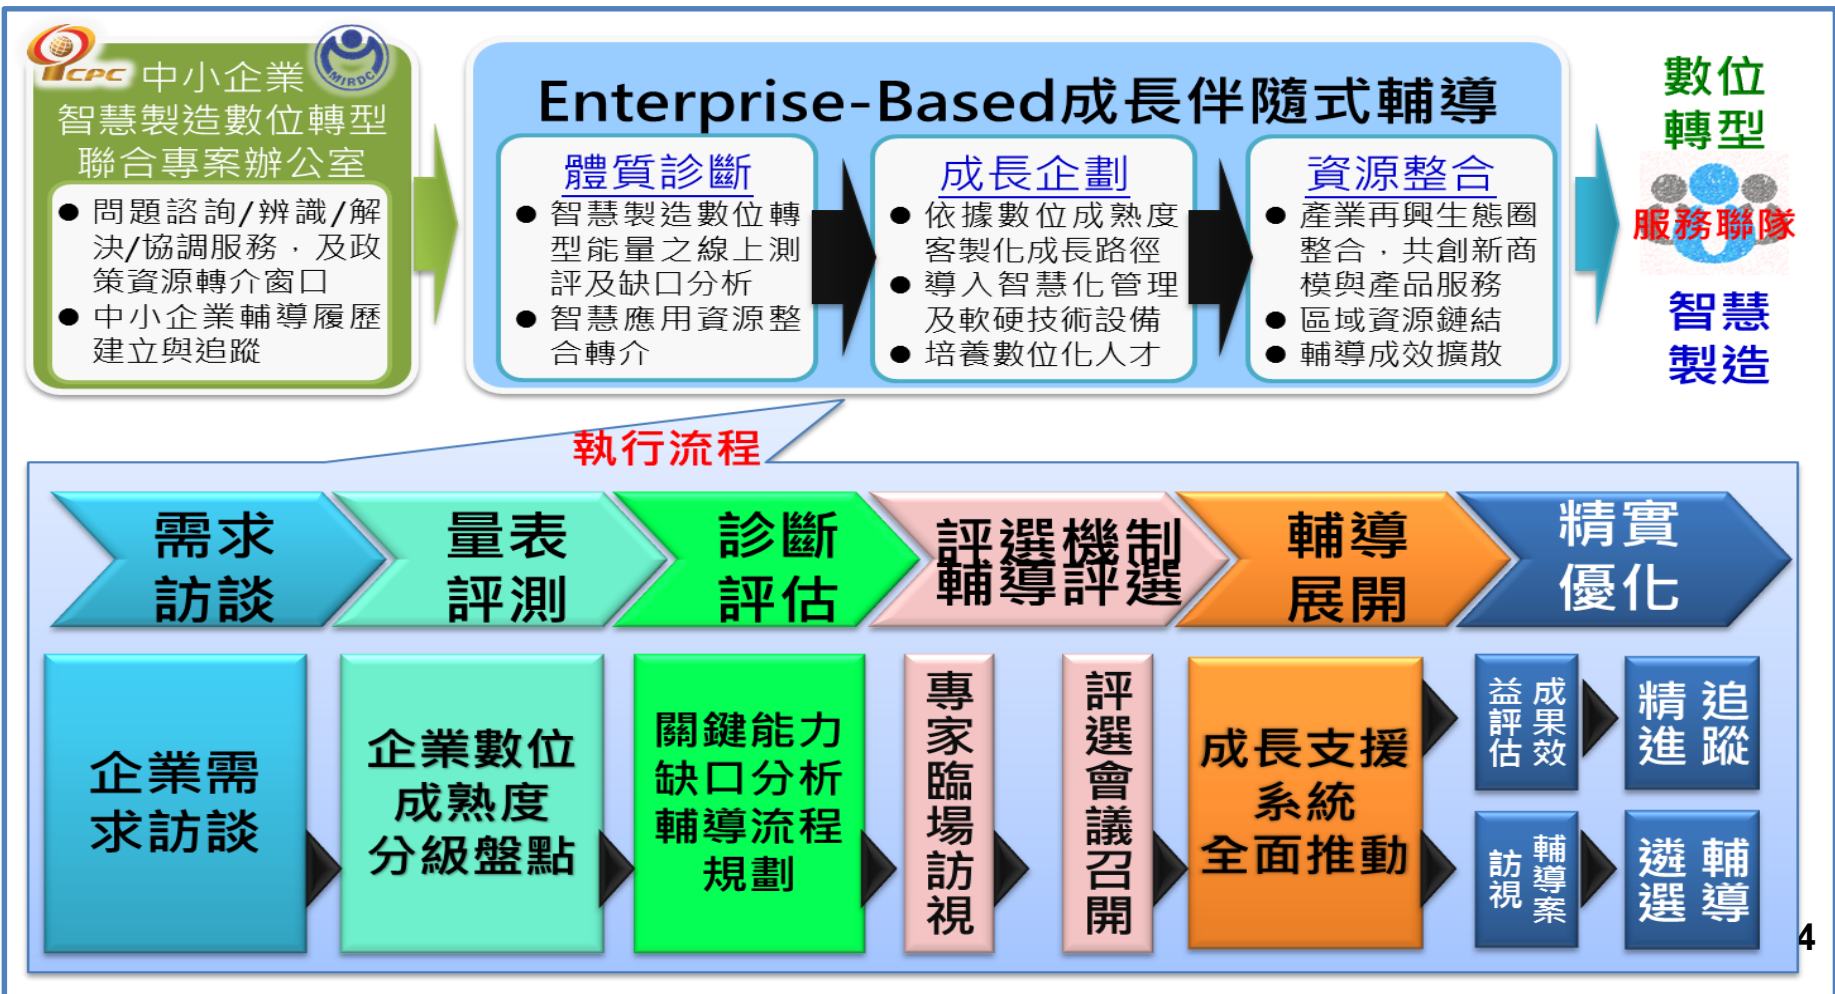 CPC
MIRDC
中小企業
智慧製造數位轉型
聯合專案辦公室
● 問題諮詢/辨識/解
決/協調服務，及政
策資源轉介窗口
● 中小企業輔導履歷
建立與追蹤
Enterprise-Based成長伴隨式輔導
體質診斷
● 智慧製造數位轉
型能量之線上測
評及缺口分析
● 智慧應用資源整
合轉介
成長企劃
● 依據數位成熟度
客製化成長路徑
● 導入智慧化管理
及軟硬技術設備
● 培養數位化人才
資源整合
● 產業再興生態圈
整合，共創新商
模與產品服務
● 區域資源鏈結
● 輔導成效擴散
數位
轉型
服務聯隊
智慧
製造
執行流程
需求
訪談
量表
評測
診斷
評估
評選機制
輔導評選
輔導
展開
精實
優化
企業需
求訪談
企業數位
成熟度
分級盤點
關鍵能力
缺口分析
輔導流程
規劃
專家臨場訪視
評選會議召開
成長支援
系統
全面推動
成果效
益評估
追蹤
精進
輔導案
訪視
輔導
遴選
4